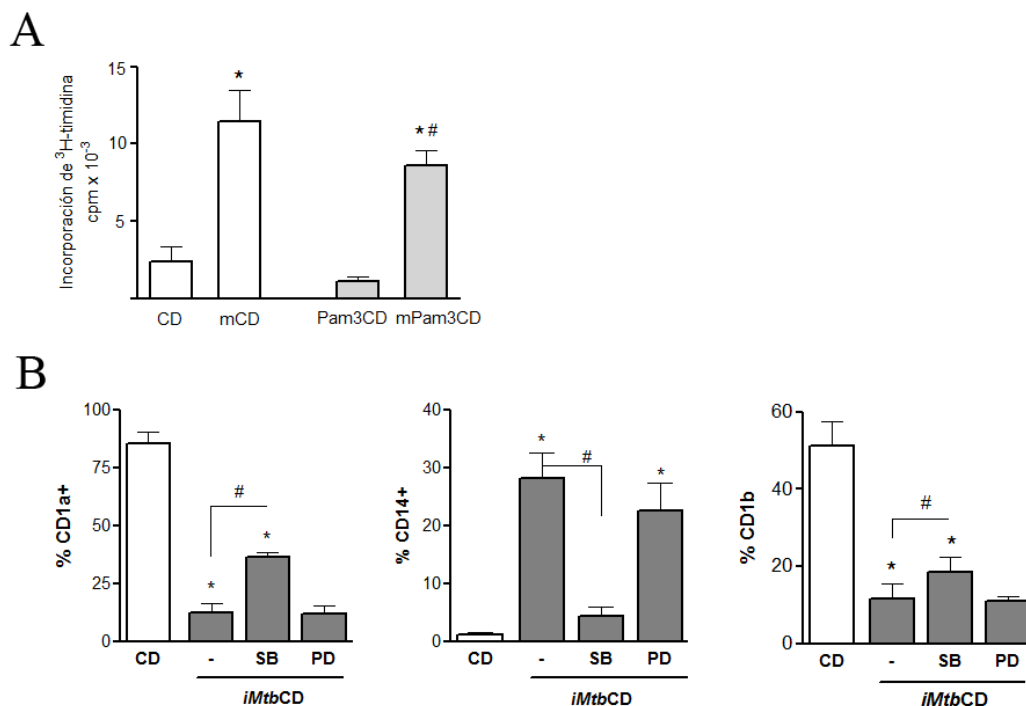 A
Incorporación de ³H-timidina
cpm x 10⁻³
15
10
5
*
* #
CD
mCD
Pam3CD
mPam3CD
B
% CD1a+
100
75
50
25
0
#
*
*
CD
-
SB
PD
iMtbCD
% CD14+
40
30
20
10
0
*
#
*
CD
-
SB
PD
iMtbCD
% CD1b
60
40
20
0
#
*
*
CD
-
SB
PD
iMtbCD